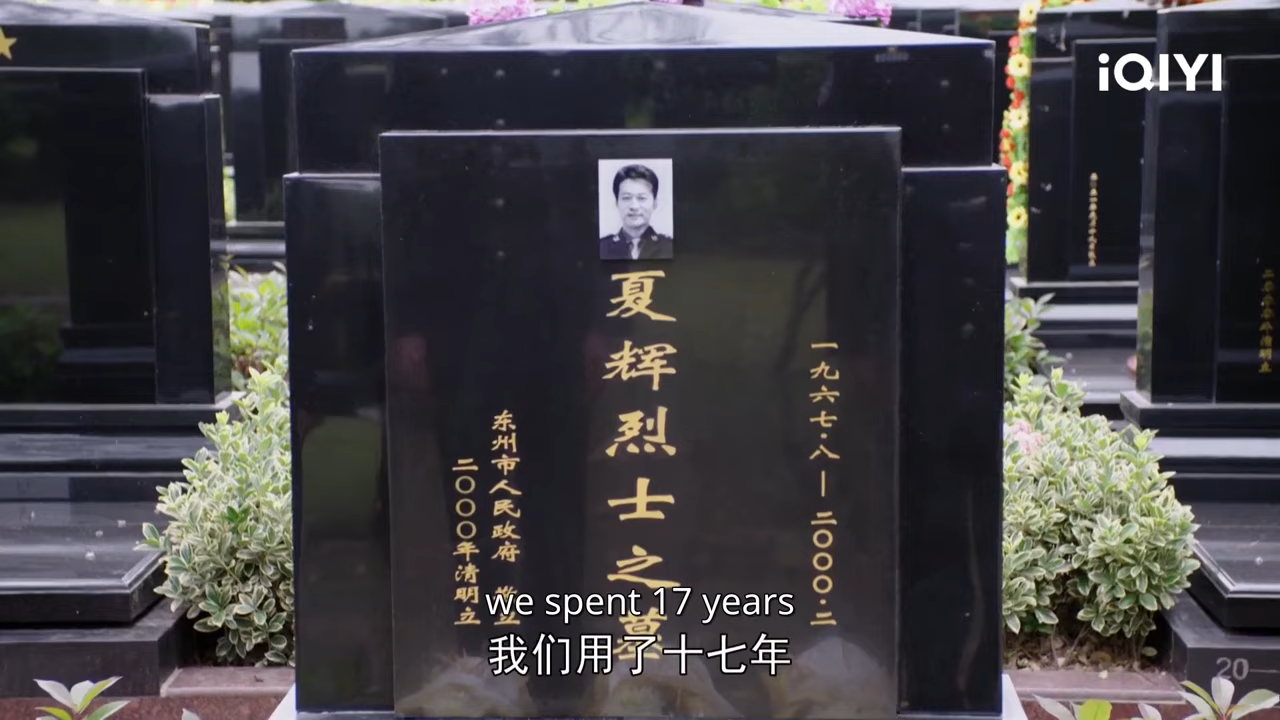 iQIYI
夏辉烈士之墓
一九六七·八—二〇〇〇·二
东州市人民政府
二〇〇〇年清明立
we spent 17 years
我们用了十七年
20